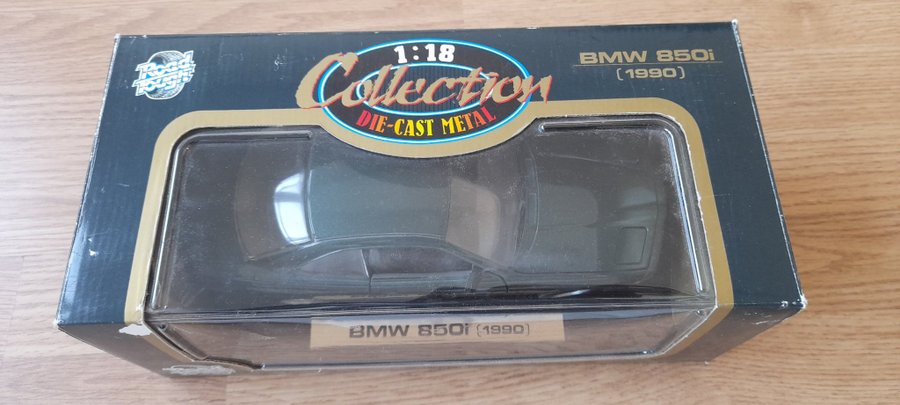 Road
Tough
1:18
Collection
DIE-CAST METAL
BMW 850i
(1990)
BMW 850i (1990)